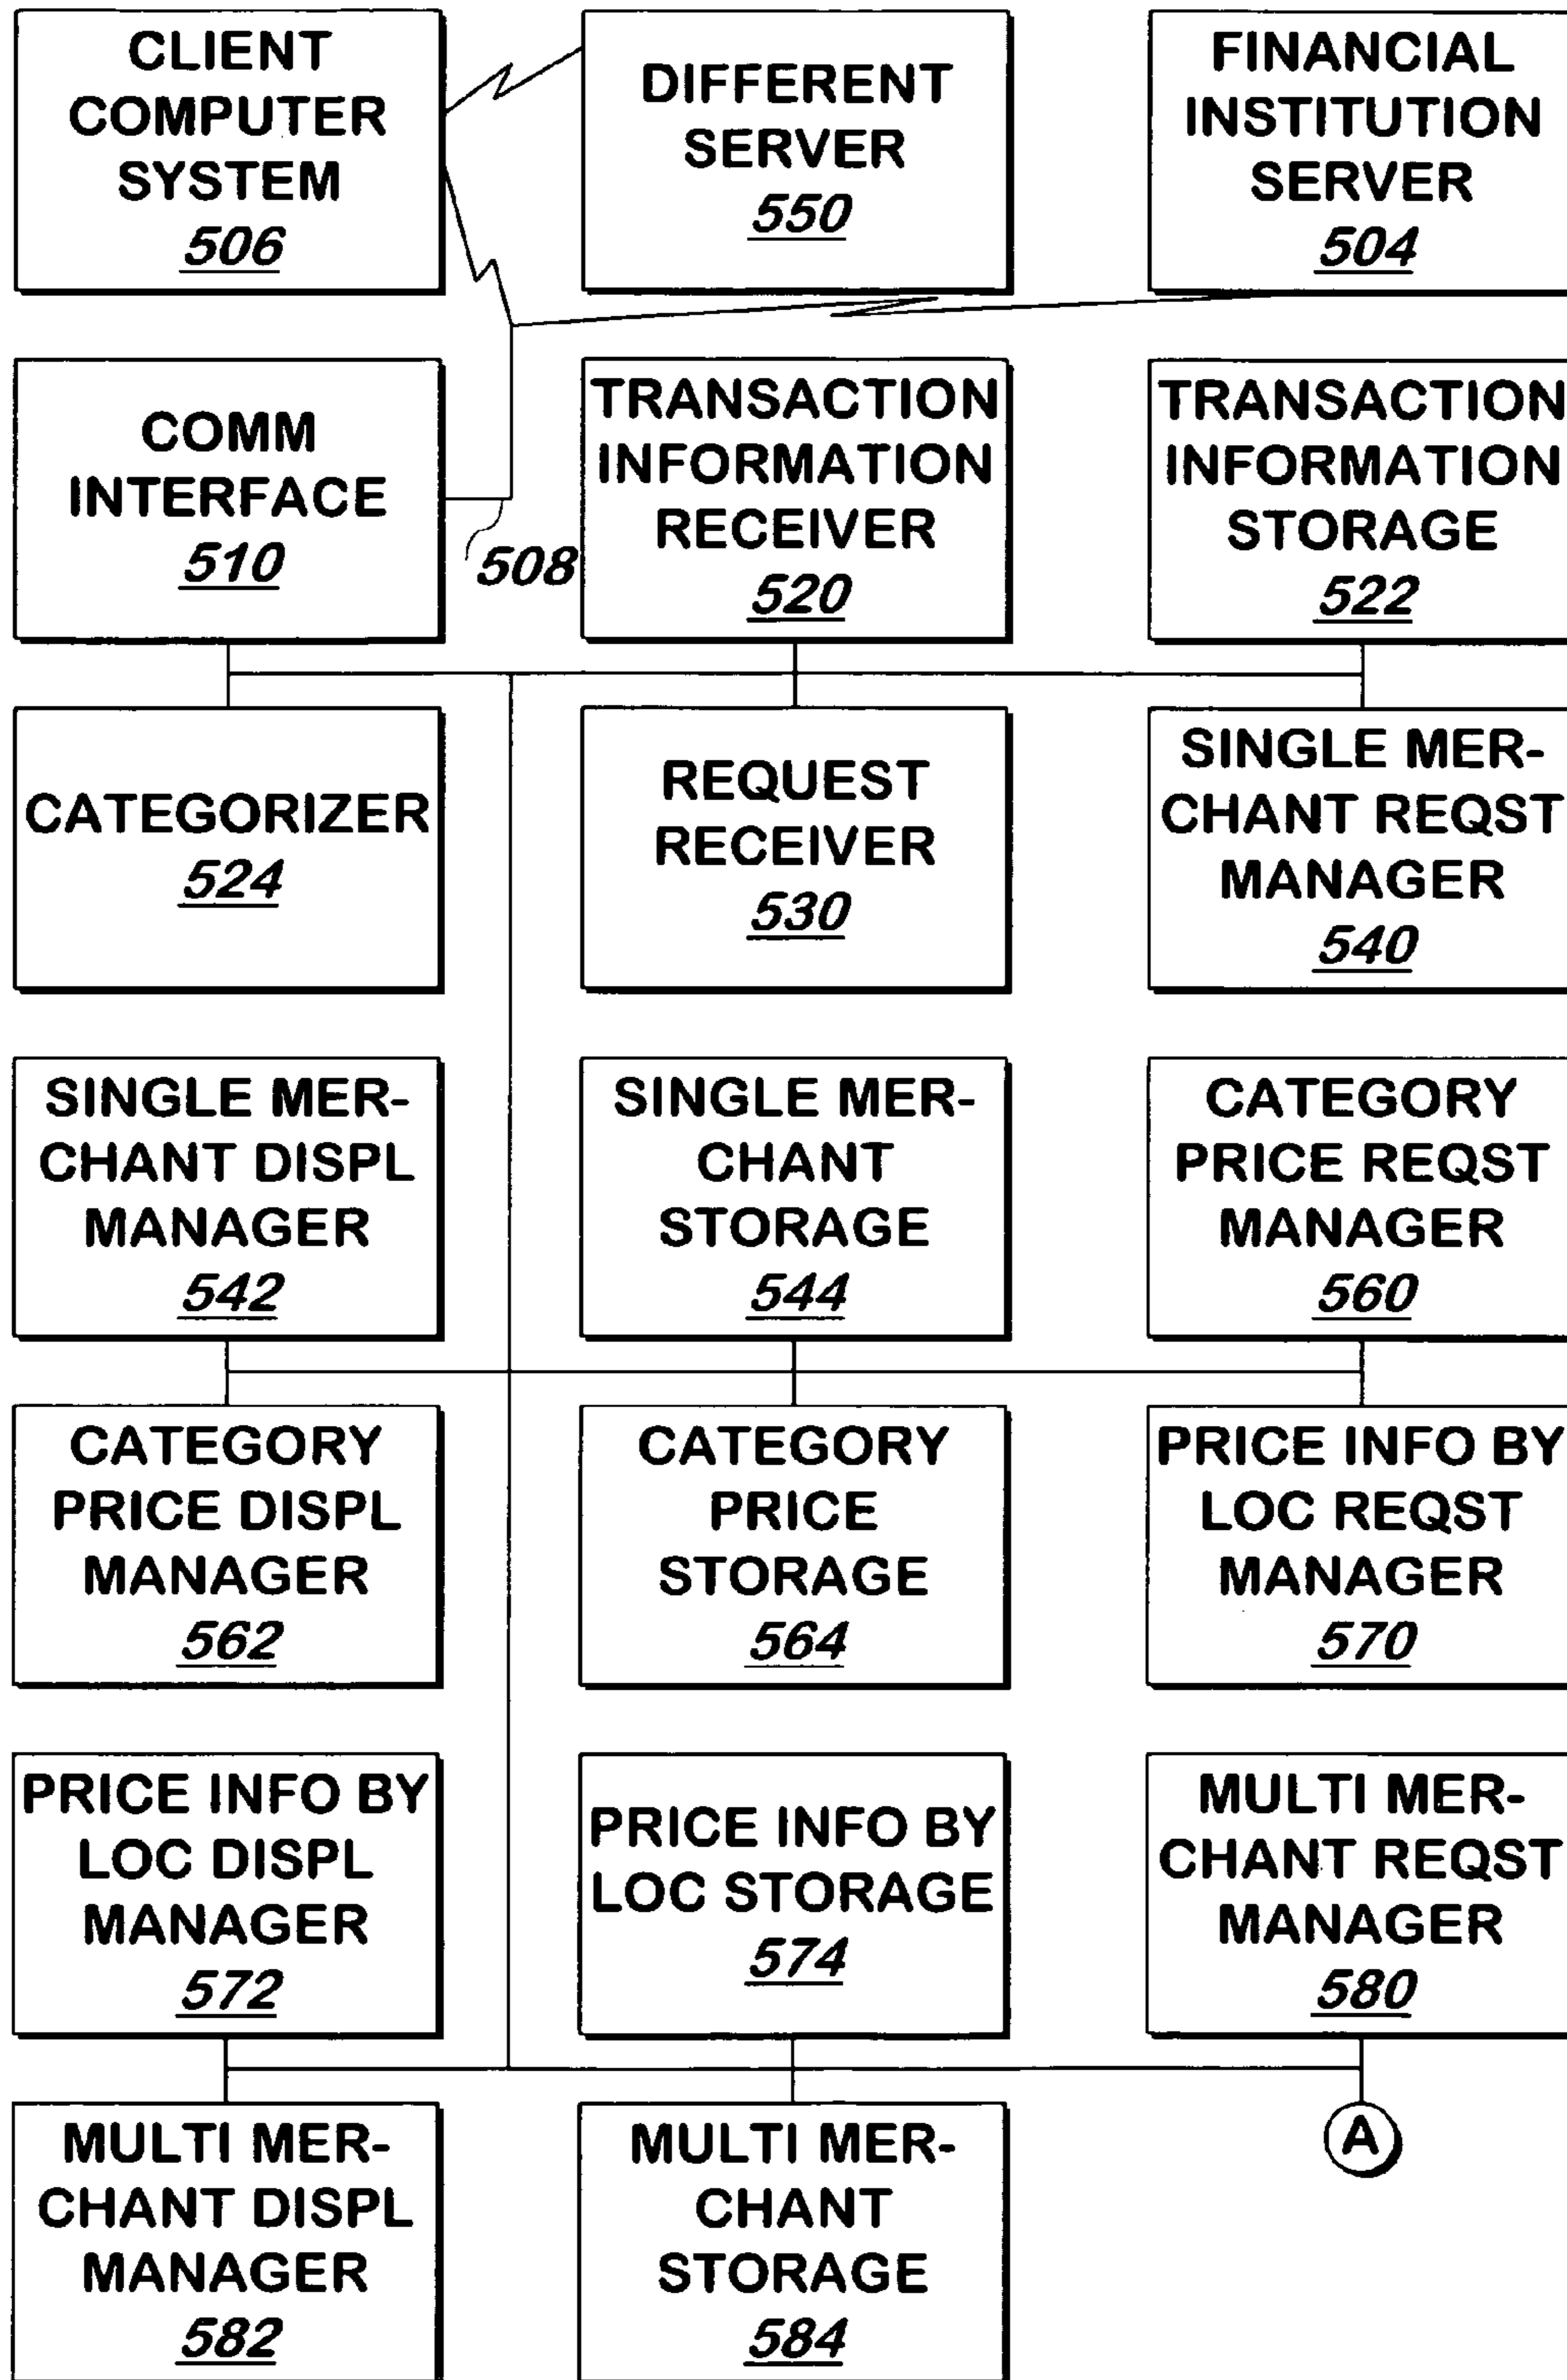 CLIENT
COMPUTER
SYSTEM
506
DIFFERENT
SERVER
550
FINANCIAL
INSTITUTION
SERVER
504
COMM
INTERFACE
510
508
TRANSACTION
INFORMATION
RECEIVER
520
TRANSACTION
INFORMATION
STORAGE
522
CATEGORIZER
524
REQUEST
RECEIVER
530
SINGLE MER-
CHANT REQST
MANAGER
540
SINGLE MER-
CHANT DISPL
MANAGER
542
SINGLE MER-
CHANT
STORAGE
544
CATEGORY
PRICE REQST
MANAGER
560
CATEGORY
PRICE DISPL
MANAGER
562
CATEGORY
PRICE
STORAGE
564
PRICE INFO BY
LOC REQST
MANAGER
570
PRICE INFO BY
LOC DISPL
MANAGER
572
PRICE INFO BY
LOC STORAGE
574
MULTI MER-
CHANT REQST
MANAGER
580
MULTI MER-
CHANT DISPL
MANAGER
582
MULTI MER-
CHANT
STORAGE
584
A